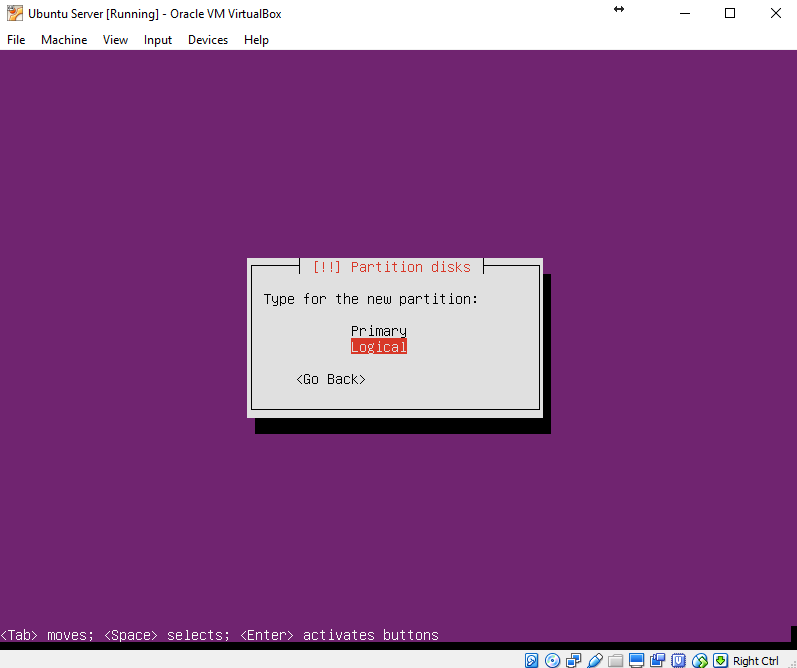 Ubuntu Server [Running] - Oracle VM VirtualBox
File Machine View Input Devices Help
[!!] Partition disks
Type for the new partition:
Primary
Logical
<Go Back>
<Tab> moves; <Space> selects; <Enter> activates buttons
Right Ctrl